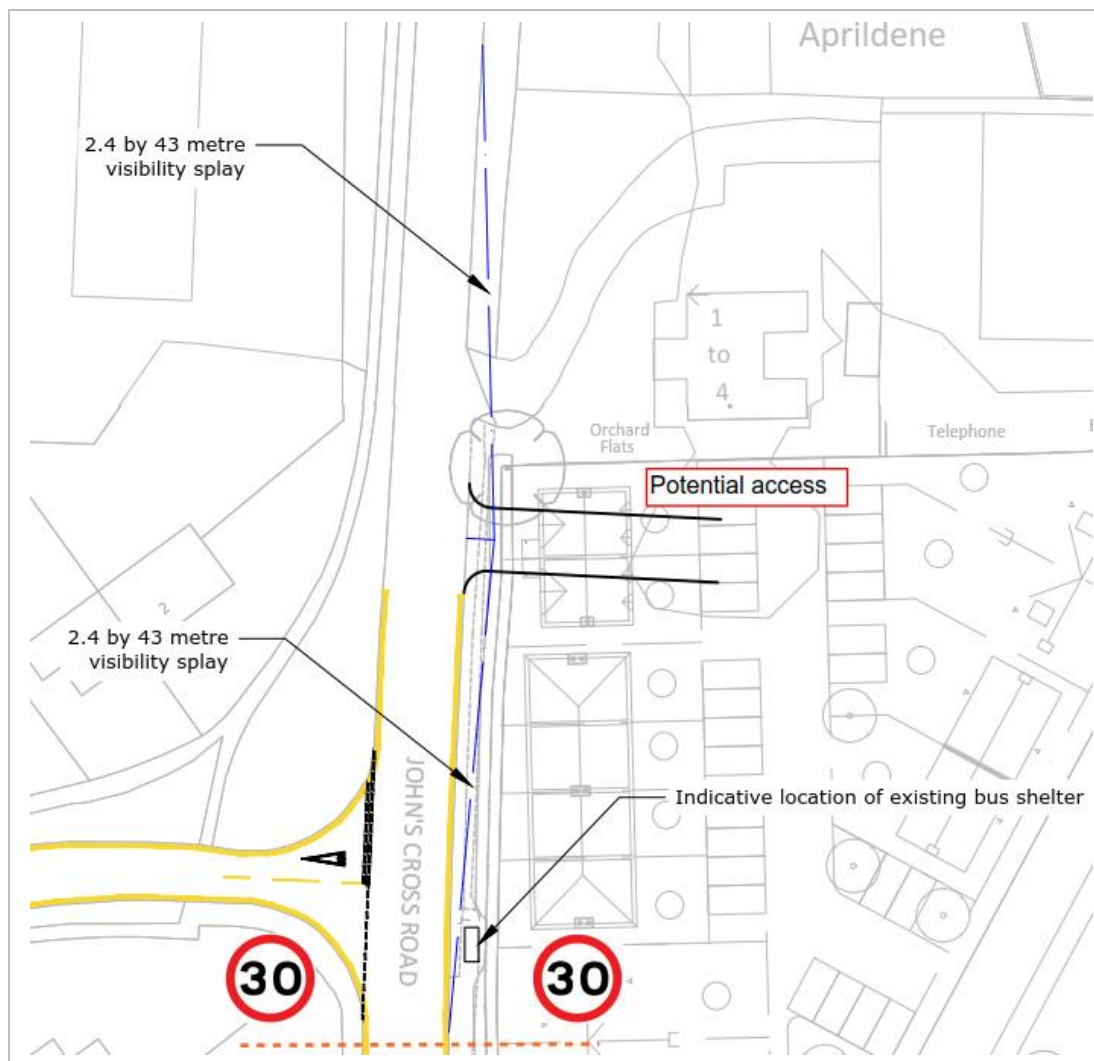 Aprildene
2.4 by 43 metre
visibility splay
1
to
4
Orchard
Flats
Telephone
Potential access
2
2.4 by 43 metre
visibility splay
JOHN'S CROSS ROAD
Indicative location of existing bus shelter
30
30